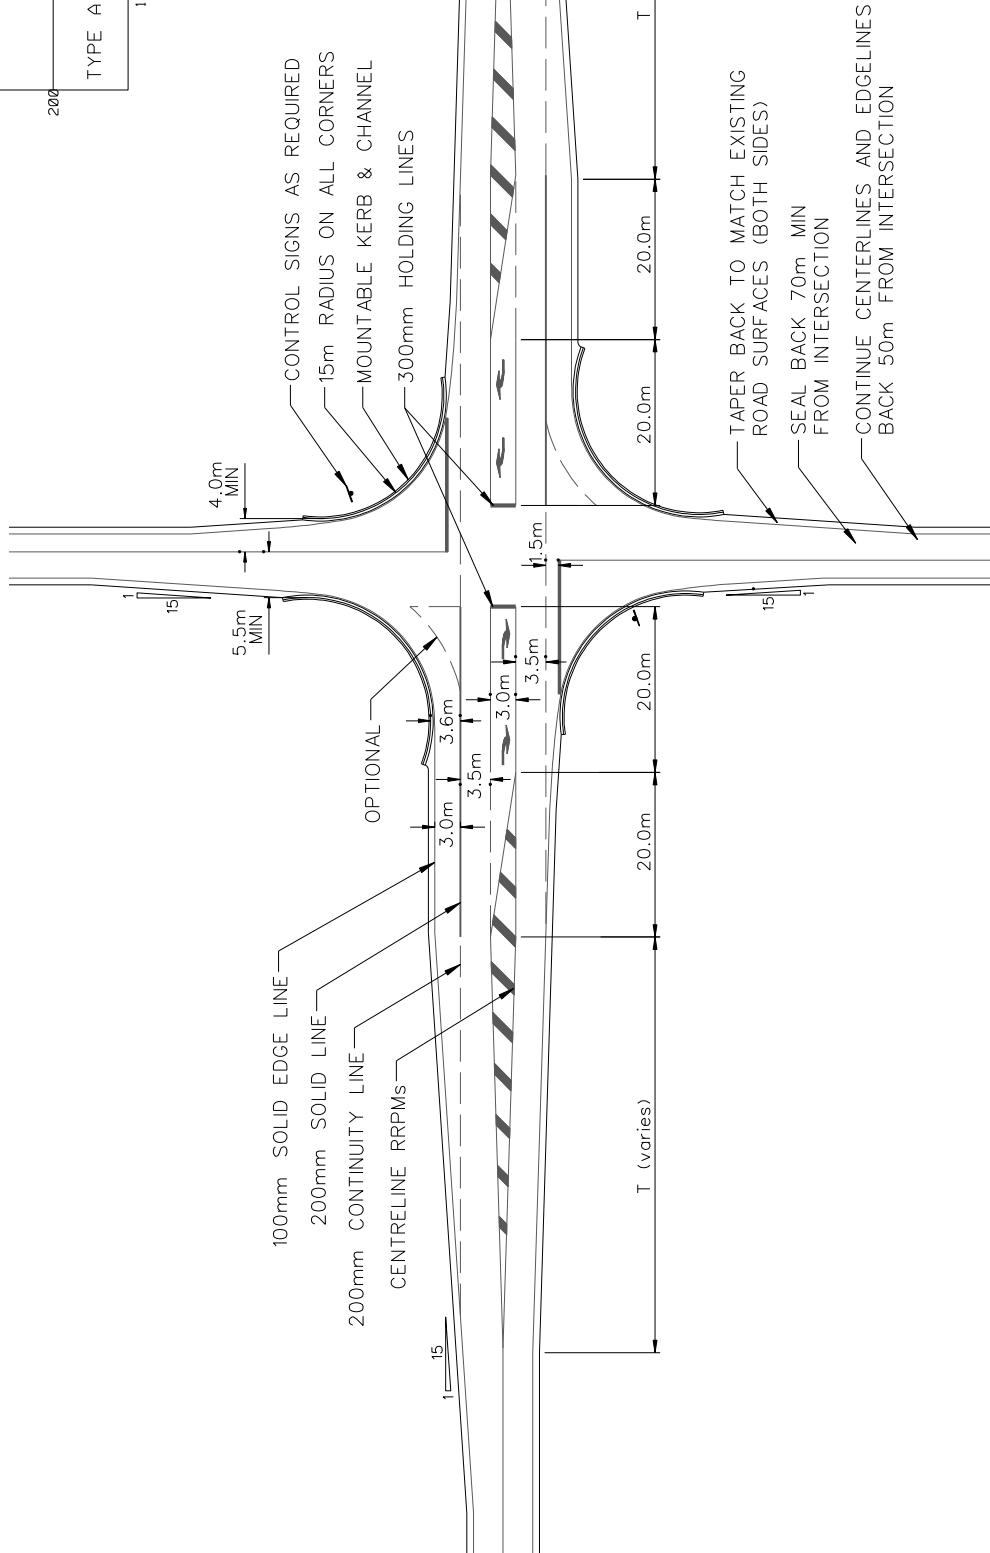 200
TYPE A
1
CONTROL SIGNS AS REQUIRED
15m RADIUS ON ALL CORNERS
MOUNTABLE KERB & CHANNEL
300mm HOLDING LINES
4.0m
MIN
5.5m
MIN
1
15
OPTIONAL
3.6m
3.0m
3.5m
3.0m
3.5m
1.5m
T
20.0m
20.0m
20.0m
20.0m
T (varies)
15
1
TAPER BACK TO MATCH EXISTING
ROAD SURFACES (BOTH SIDES)
SEAL BACK 70m MIN
FROM INTERSECTION
CONTINUE CENTERLINES AND EDGELINES
BACK 50m FROM INTERSECTION
100mm SOLID EDGE LINE
200mm SOLID LINE
200mm CONTINUITY LINE
CENTRELINE RRPMs
15
1